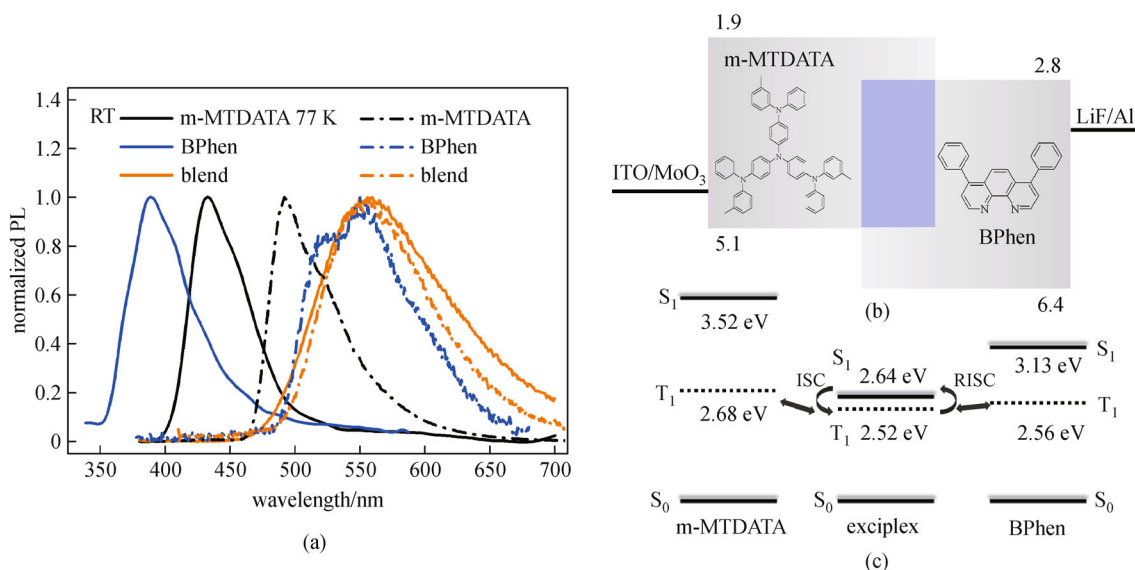 1.4
1.2
1.0
0.8
0.6
0.4
0.2
0
normalized PL
RT m-MTDATA 77 K m-MTDATA
BPhen BPhen
blend blend
350 400 450 500 550 600 650 700
wavelength/nm
(a)
1.9
m-MTDATA
2.8
LiF/Al
ITO/MoO3
BPhen
N
N
N
N
N
N
5.1
6.4
(b)
S1
3.52 eV
T1
2.68 eV
S0
m-MTDATA
ISC
S1
2.64 eV
RISC
T1
2.52 eV
S0
exciplex
S1
3.13 eV
T1
2.56 eV
S0
BPhen
(c)